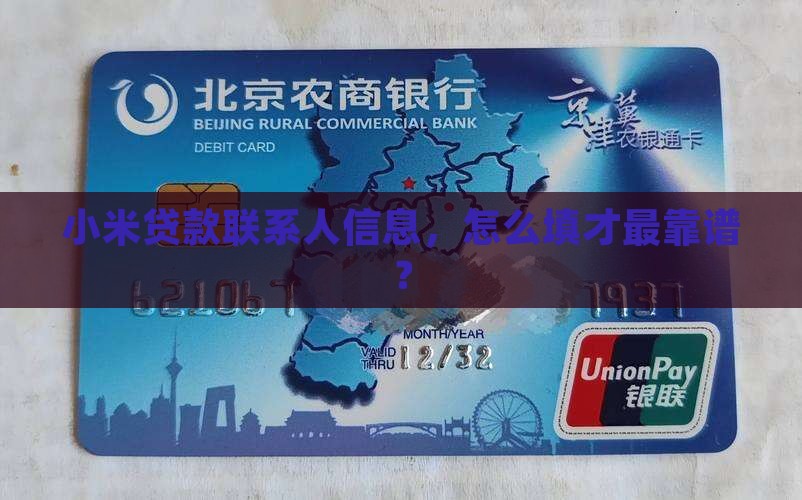 北京农商银行
BEIJING RURAL COMMERCIAL BANK
DEBIT CARD
京津冀
农银通卡
小米贷款联系人信息，怎么填才最靠谱
？
621067 7937
MONTH/YEAR
VALID
THRU 12/32
UnionPay
银联